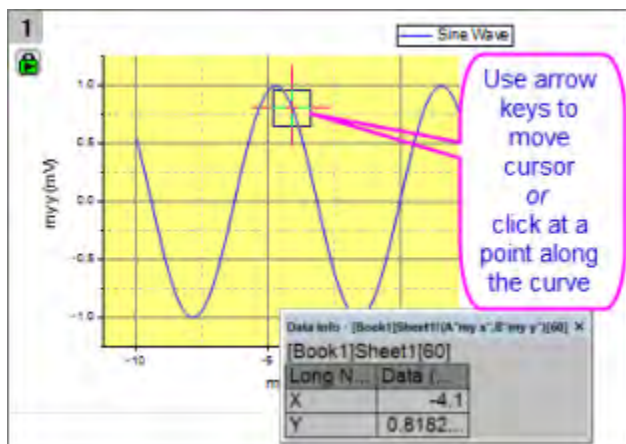 1
Sine Wave
Use arrow
keys to
move
cursor
or
click at a
point along
the curve
my y (mV)
1.0
0.5
0.0
-0.5
-1.0
-10
-5
m
Data Info - [Book1]Sheet1!(A"my x",B"my y")[60] ×
[Book1]Sheet1[60]
Long N... Data (...
X -4.1
Y 0.8182...